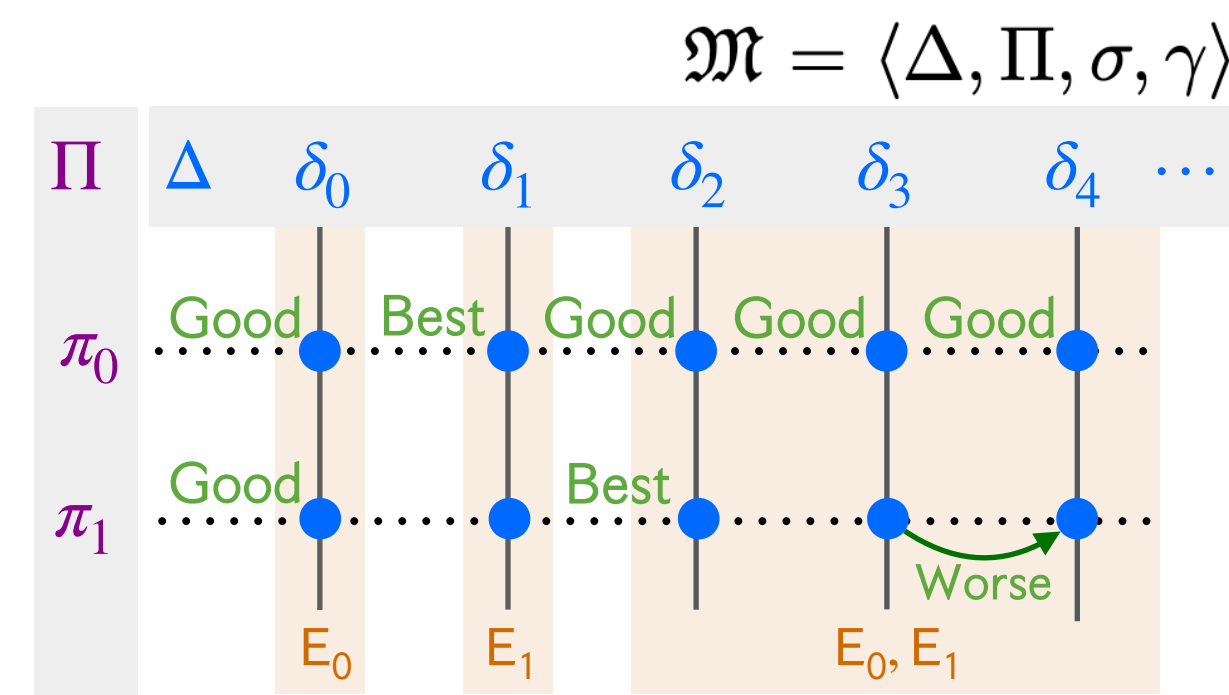 𝔐 = ⟨Δ, Π, σ, γ⟩
Π Δ δ₀ δ₁ δ₂ δ₃ δ₄ ⋯
Good Best Good Good Good
π₀
Good Best
π₁
Worse
E₀ E₁ E₀, E₁